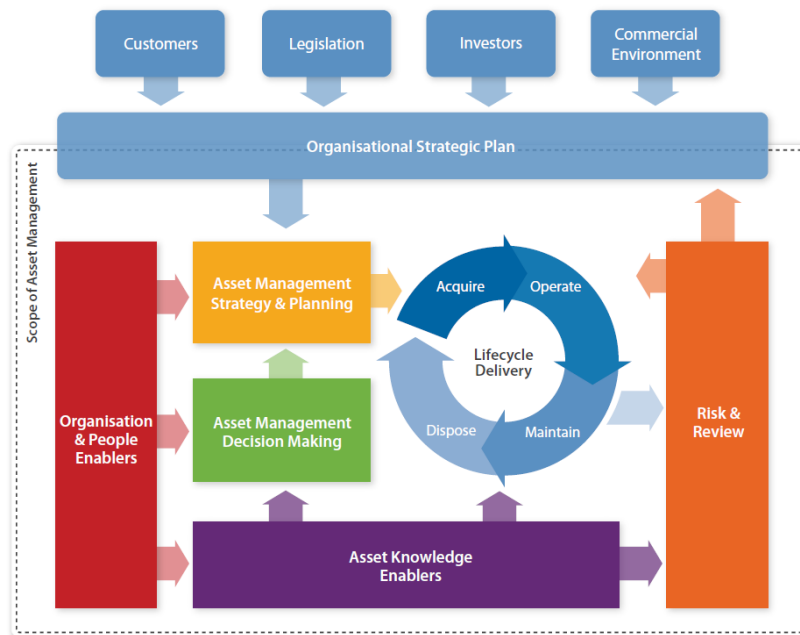 Customers
Legislation
Investors
Commercial
Environment
Organisational Strategic Plan
Scope of Asset Management
Asset Management
Strategy & Planning
Acquire
Operate
Lifecycle
Delivery
Organisation
& People
Enablers
Asset Management
Decision Making
Dispose
Maintain
Risk &
Review
Asset Knowledge
Enablers